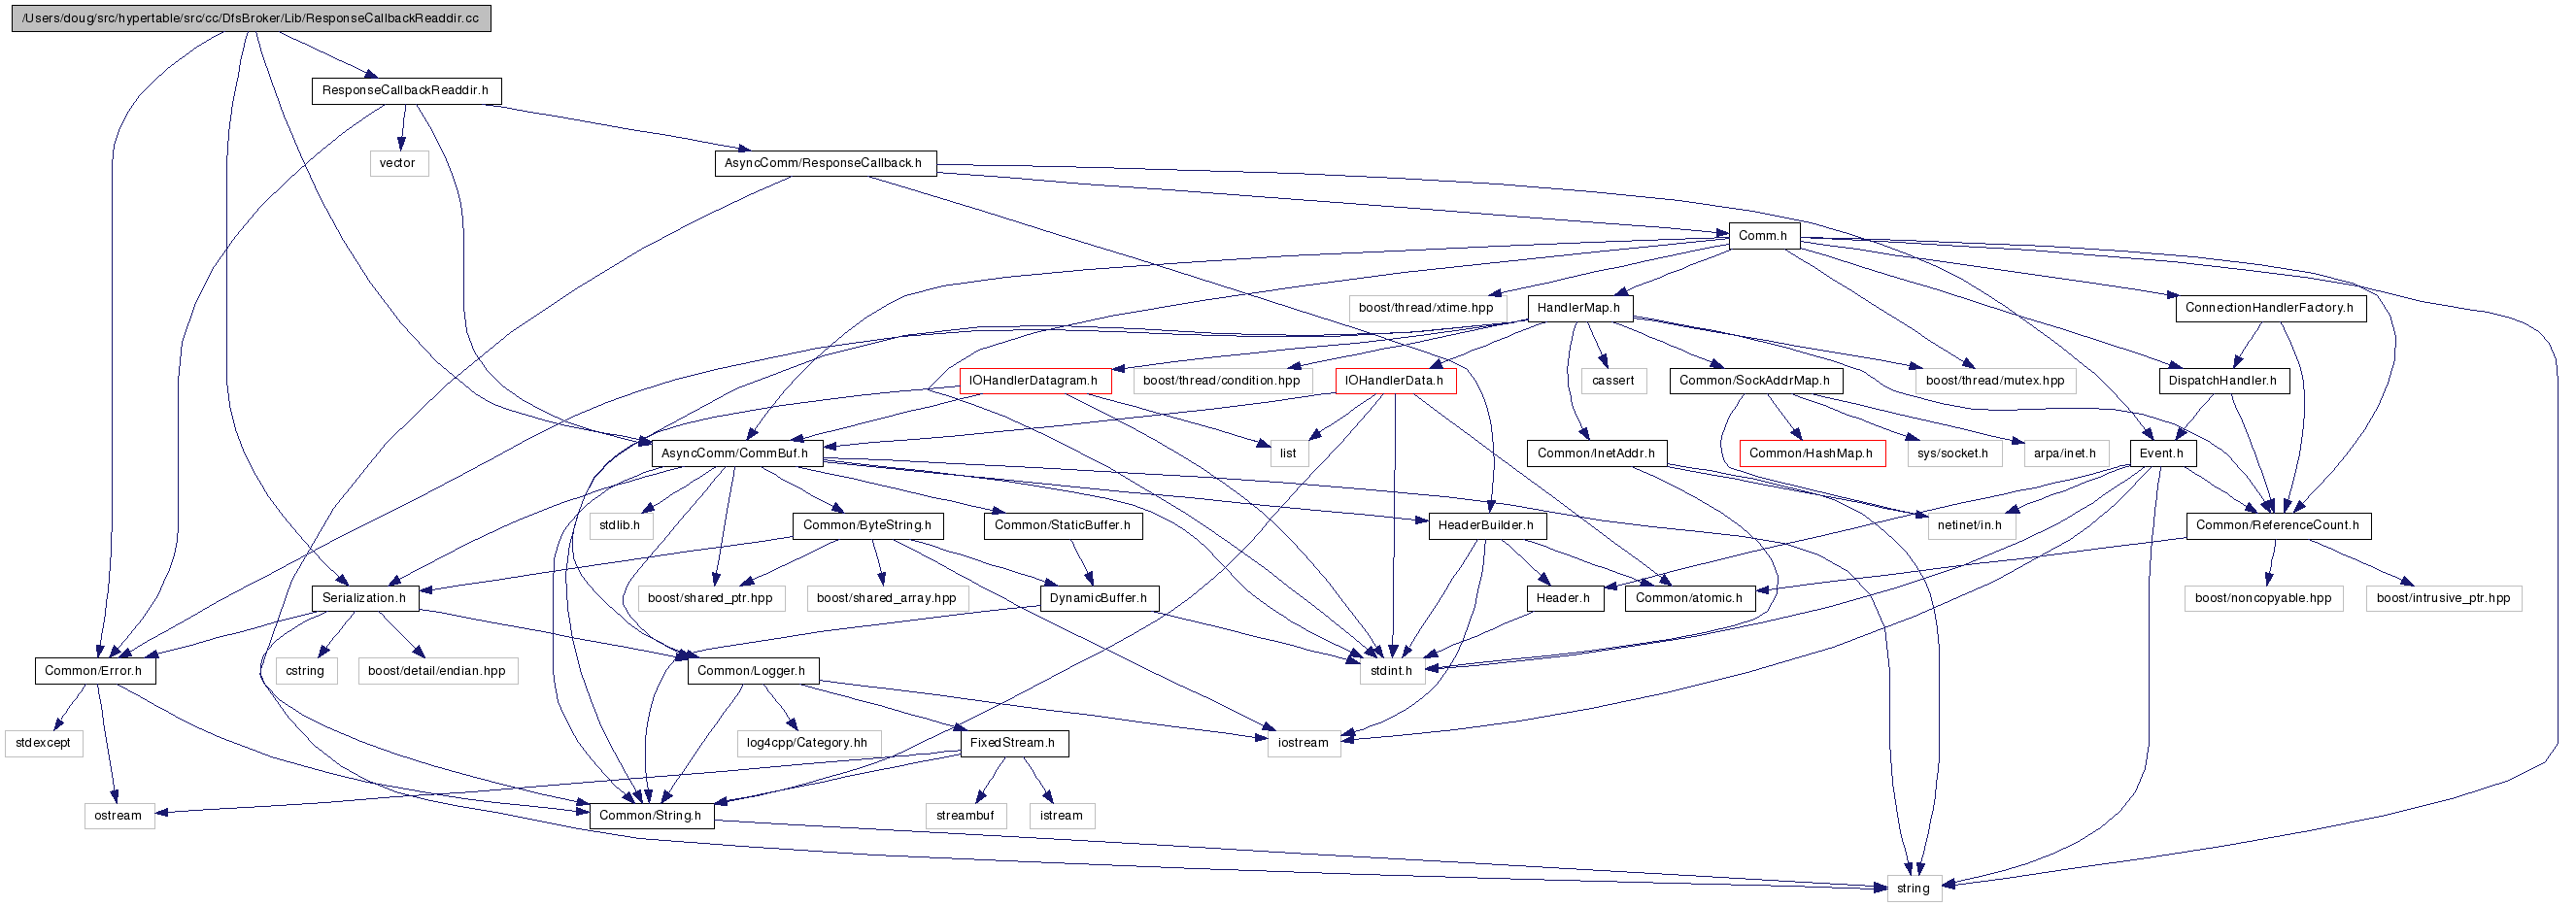 /Users/doug/src/hypertable/src/cc/DfsBroker/Lib/ResponseCallbackReaddir.cc
ResponseCallbackReaddir.h
vector
AsyncComm/ResponseCallback.h
Comm.h
boost/thread/xtime.hpp
HandlerMap.h
ConnectionHandlerFactory.h
IOHandlerDatagram.h
boost/thread/condition.hpp
IOHandlerData.h
cassert
Common/SockAddrMap.h
boost/thread/mutex.hpp
DispatchHandler.h
AsyncComm/CommBuf.h
list
Common/InetAddr.h
Common/HashMap.h
sys/socket.h
arpa/inet.h
Event.h
stdlib.h
Common/ByteString.h
Common/StaticBuffer.h
HeaderBuilder.h
netinet/in.h
Common/ReferenceCount.h
Serialization.h
boost/shared_ptr.hpp
boost/shared_array.hpp
DynamicBuffer.h
Header.h
Common/atomic.h
boost/noncopyable.hpp
boost/intrusive_ptr.hpp
Common/Error.h
cstring
boost/detail/endian.hpp
Common/Logger.h
stdint.h
stdexcept
log4cpp/Category.hh
FixedStream.h
iostream
ostream
Common/String.h
streambuf
istream
string